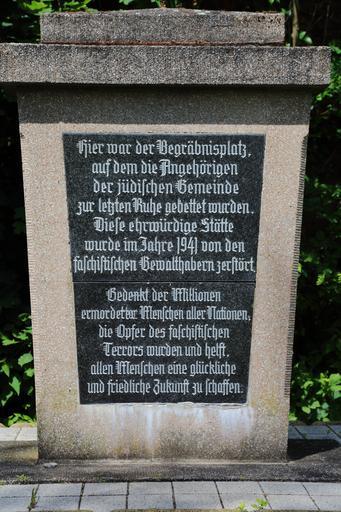 Hier war der Begräbnisplatz,
auf dem die Angehörigen
der jüdischen Gemeinde
zur letzten Ruhe gebettet wurden.
Diese ehrwürdige Stätte
wurde im Jahre 1941 von den
faschistischen Gewalthabern zerstört.
Gedenkt der Millionen
ermordeter Menschen aller Nationen,
die Opfer des faschistischen
Terrors wurden und helft,
allen Menschen eine glückliche
und friedliche Zukunft zu schaffen.